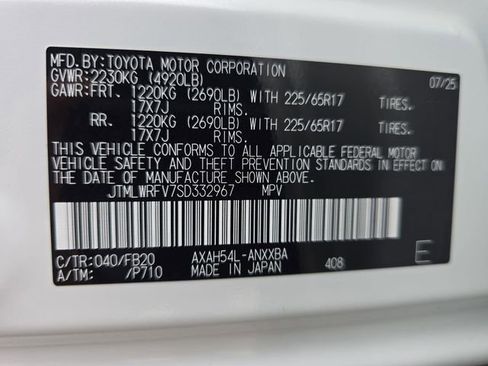 MFD.BY:TOYOTA MOTOR CORPORATION 07/25
GVWR:2230KG (4920LB)
GAWR:FRT. 1220KG (2690LB) WITH 225/65R17 TIRES.
17X7J RIMS.
RR. 1220KG (2690LB) WITH 225/65R17 TIRES.
17X7J RIMS.
THIS VEHICLE CONFORMS TO ALL APPLICABLE FEDERAL MOTOR
VEHICLE SAFETY AND THEFT PREVENTION STANDARDS IN EFFECT ON
THE DATE OF MANUFACTURE SHOWN ABOVE.
JTMLWRFV7SD332967 MPV
C/TR:040/FB20 AXAH54L-ANXXBA E
A/TM: /P710 MADE IN JAPAN 408